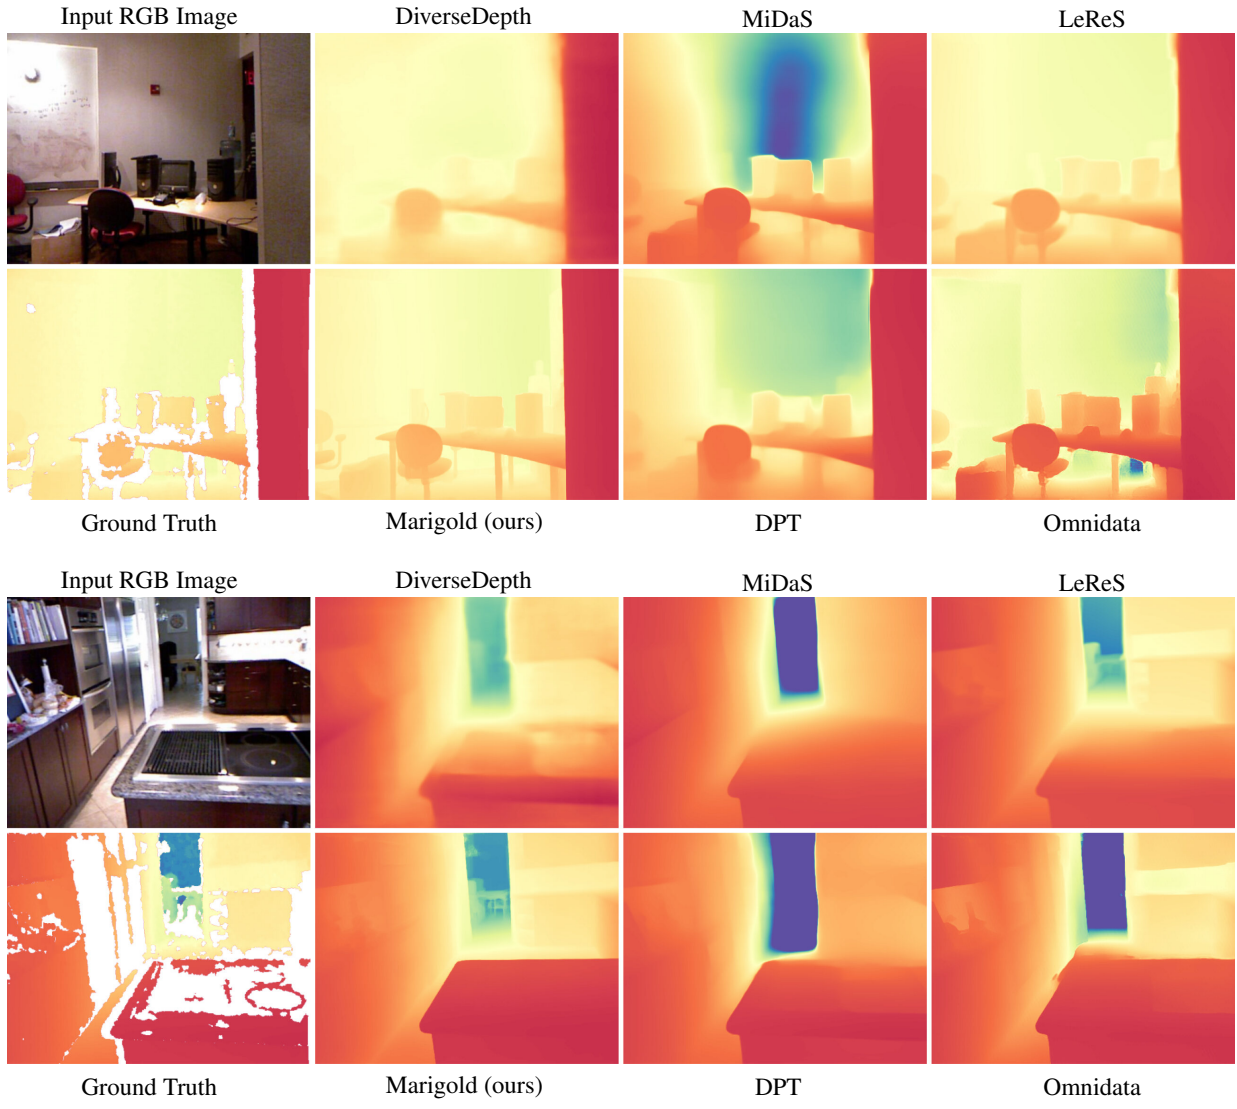 Input RGB Image DiverseDepth MiDaS LeReS
Ground Truth Marigold (ours) DPT Omnidata
Input RGB Image DiverseDepth MiDaS LeReS
Ground Truth Marigold (ours) DPT Omnidata